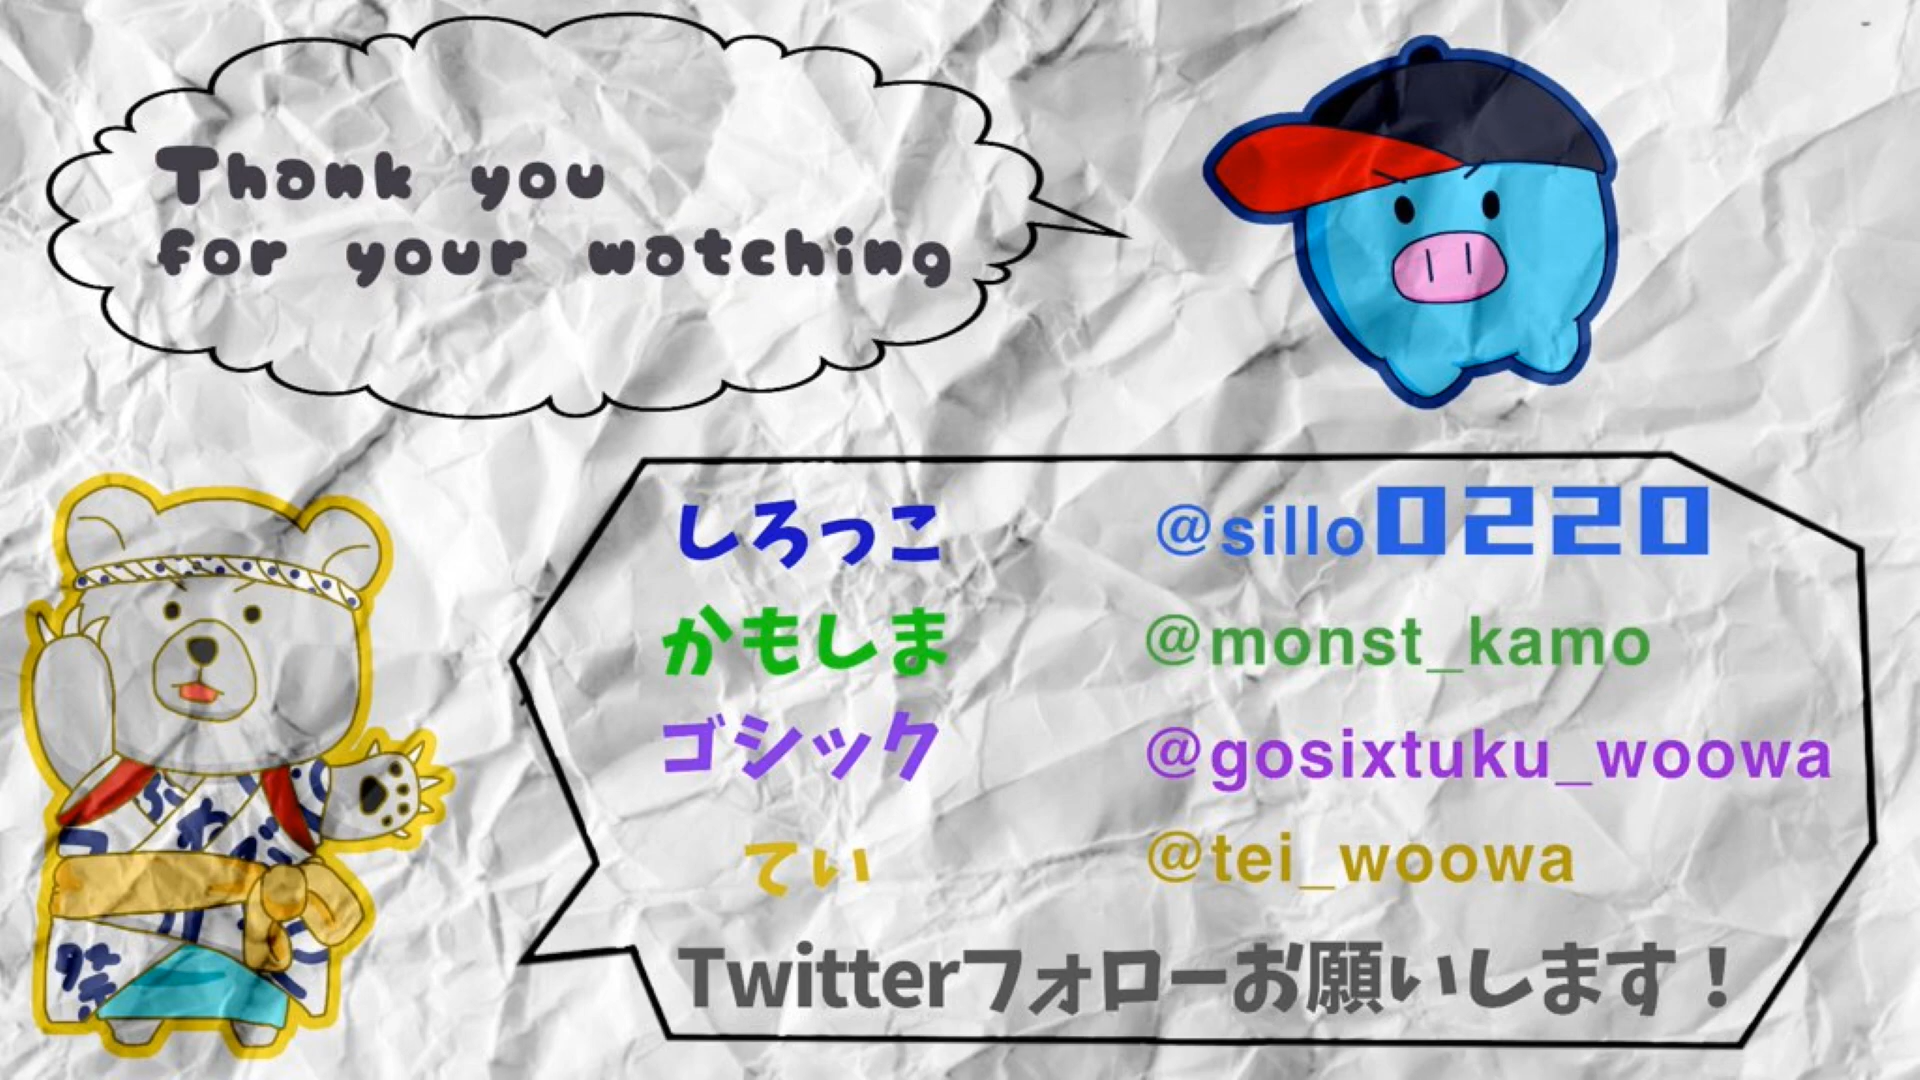 Thank you
for your watching
しろっこ @sillo0220
かもしま @monst_kamo
ゴシック @gosixtuku_woowa
てい @tei_woowa
Twitterフォローお願いします！